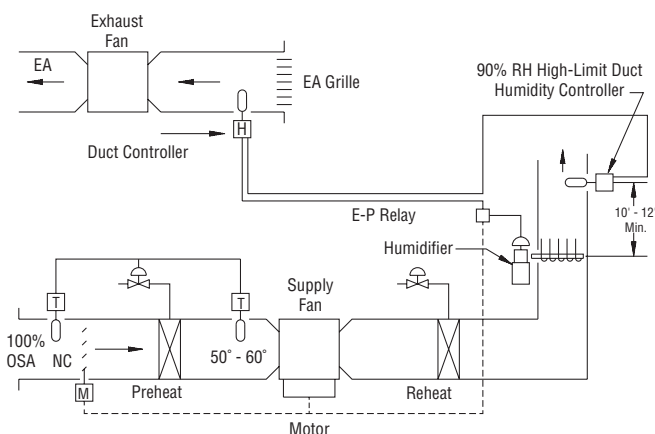 Exhaust
Fan
EA
EA Grille
90% RH High-Limit Duct
Humidity Controller
H
Duct Controller
E-P Relay
10' - 12'
Min.
Humidifier
Supply
Fan
T
T
100%
OSA
NC
50˚ - 60˚
Preheat
Reheat
M
Motor